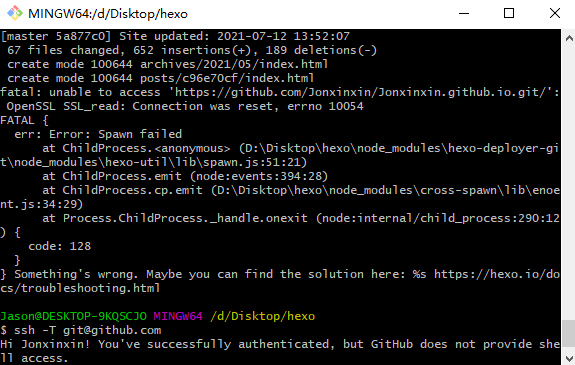 MINGW64:/d/Disktop/hexo
[master 5a877c0] Site updated: 2021-07-12 13:52:07
 67 files changed, 652 insertions(+), 189 deletions(-)
 create mode 100644 archives/2021/05/index.html
 create mode 100644 posts/c96e70cf/index.html
fatal: unable to access 'https://github.com/Jonxinxin/Jonxinxin.github.io.git/':
 OpenSSL SSL_read: Connection was reset, errno 10054
FATAL {
  err: Error: Spawn failed
      at ChildProcess.<anonymous> (D:\Disktop\hexo\node_modules\hexo-deployer-gi
t\node_modules\hexo-util\lib\spawn.js:51:21)
      at ChildProcess.emit (node:events:394:28)
      at ChildProcess.cp.emit (D:\Disktop\hexo\node_modules\cross-spawn\lib\enoe
nt.js:34:29)
      at Process.ChildProcess._handle.onexit (node:internal/child_process:290:12
) {
    code: 128
  }
} Something's wrong. Maybe you can find the solution here: %s https://hexo.io/do
cs/troubleshooting.html
Jason@DESKTOP-9KQSCJO MINGW64 /d/Disktop/hexo
$ ssh -T git@github.com
Hi Jonxinxin! You've successfully authenticated, but GitHub does not provide she
ll access.